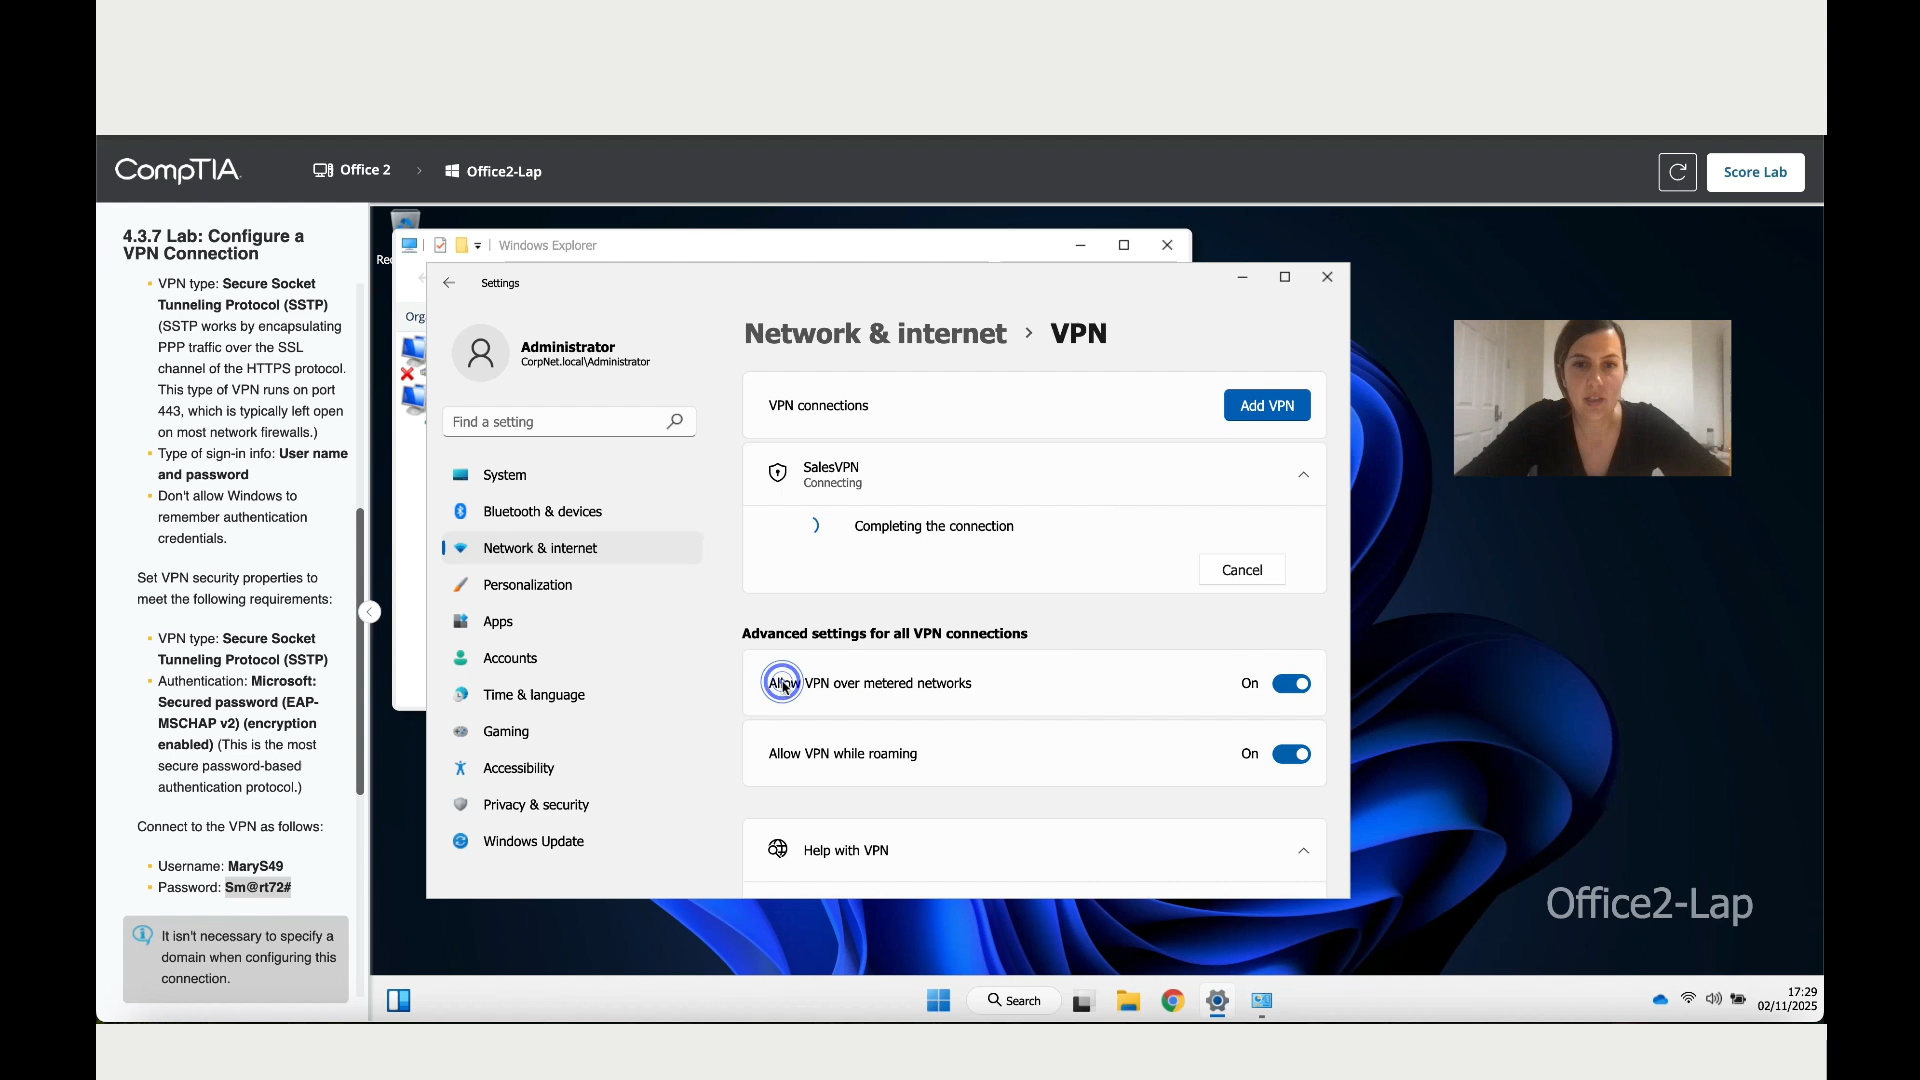 CompTIA.
Office 2
Office2-Lap
Score Lab
4.3.7 Lab: Configure a
VPN Connection
VPN type: Secure Socket
Tunneling Protocol (SSTP)
(SSTP works by encapsulating
PPP traffic over the SSL
channel of the HTTPS protocol.
This type of VPN runs on port
443, which is typically left open
on most network firewalls.)
Type of sign-in info: User name
and password
Don't allow Windows to
remember authentication
credentials.
Set VPN security properties to
meet the following requirements:
VPN type: Secure Socket
Tunneling Protocol (SSTP)
Authentication: Microsoft:
Secured password (EAP-
MSCHAP v2) (encryption
enabled) (This is the most
secure password-based
authentication protocol.)
Connect to the VPN as follows:
Username: MaryS49
Password: Sm@rt72#
It isn't necessary to specify a
domain when configuring this
connection.
Rec
Windows Explorer
Orga
Settings
Administrator
CorpNet.local\Administrator
Find a setting
System
Bluetooth & devices
Network & internet
Personalization
Apps
Accounts
Time & language
Gaming
Accessibility
Privacy & security
Windows Update
Network & internet > VPN
VPN connections
Add VPN
SalesVPN
Connecting
Completing the connection
Cancel
Advanced settings for all VPN connections
Allow VPN over metered networks
On
Allow VPN while roaming
On
Help with VPN
Office2-Lap
Search
17:29
02/11/2025